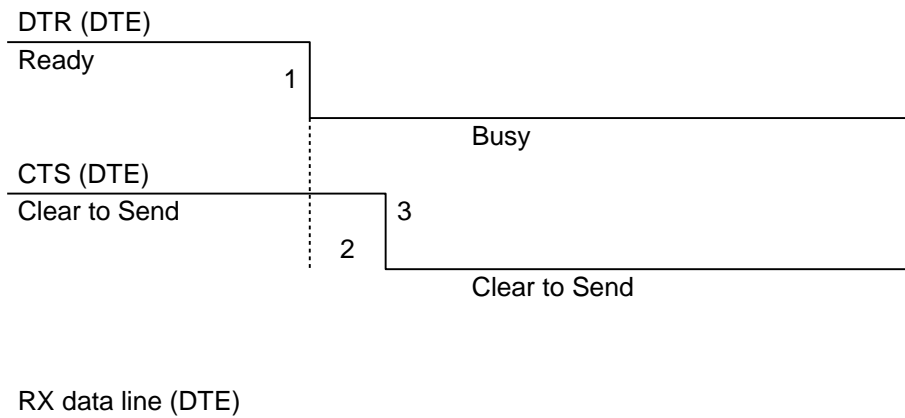 DTR (DTE)
Ready
1
Busy
CTS (DTE)
Clear to Send
3
2
Clear to Send
RX data line (DTE)